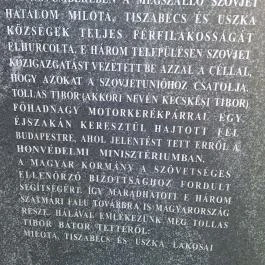 A MEGSZÁLLÓ SZOVJET
HATALOM MILOTA, TISZABECS ÉS USZKA
KÖZSÉGEK TELJES FÉRFILAKOSSÁGÁT
ELHURCOLTA. E HÁROM TELEPÜLÉSEN SZOVJET
KÖZIGAZGATÁST VEZETETT BE AZZAL A CÉLLAL,
HOGY AZOKAT A SZOVJETUNIÓHOZ CSATOLJA.
TOLLAS TIBOR (AKKORI NEVÉN KECSKÉSI TIBOR)
FŐHADNAGY MOTORKERÉKPÁRRAL EGY
ÉJSZAKÁN KERESZTÜL HAJTOTT FEL
BUDAPESTRE, AHOL JELENTÉST TETT ERRŐL A
HONVÉDELMI MINISZTÉRIUMBAN.
A MAGYAR KORMÁNY A SZÖVETSÉGES
ELLENŐRZŐ BIZOTTSÁGHOZ FORDULT
SEGÍTSÉGÉRT. ÍGY MARADHATOTT E HÁROM
SZATMÁRI FALU TOVÁBBRA IS MAGYARORSZÁG
RÉSZE. HÁLÁVAL EMLÉKEZÜNK MEG TOLLAS
TIBOR BÁTOR TETTÉRŐL:
MILOTA, TISZABECS ÉS USZKA LAKOSAI